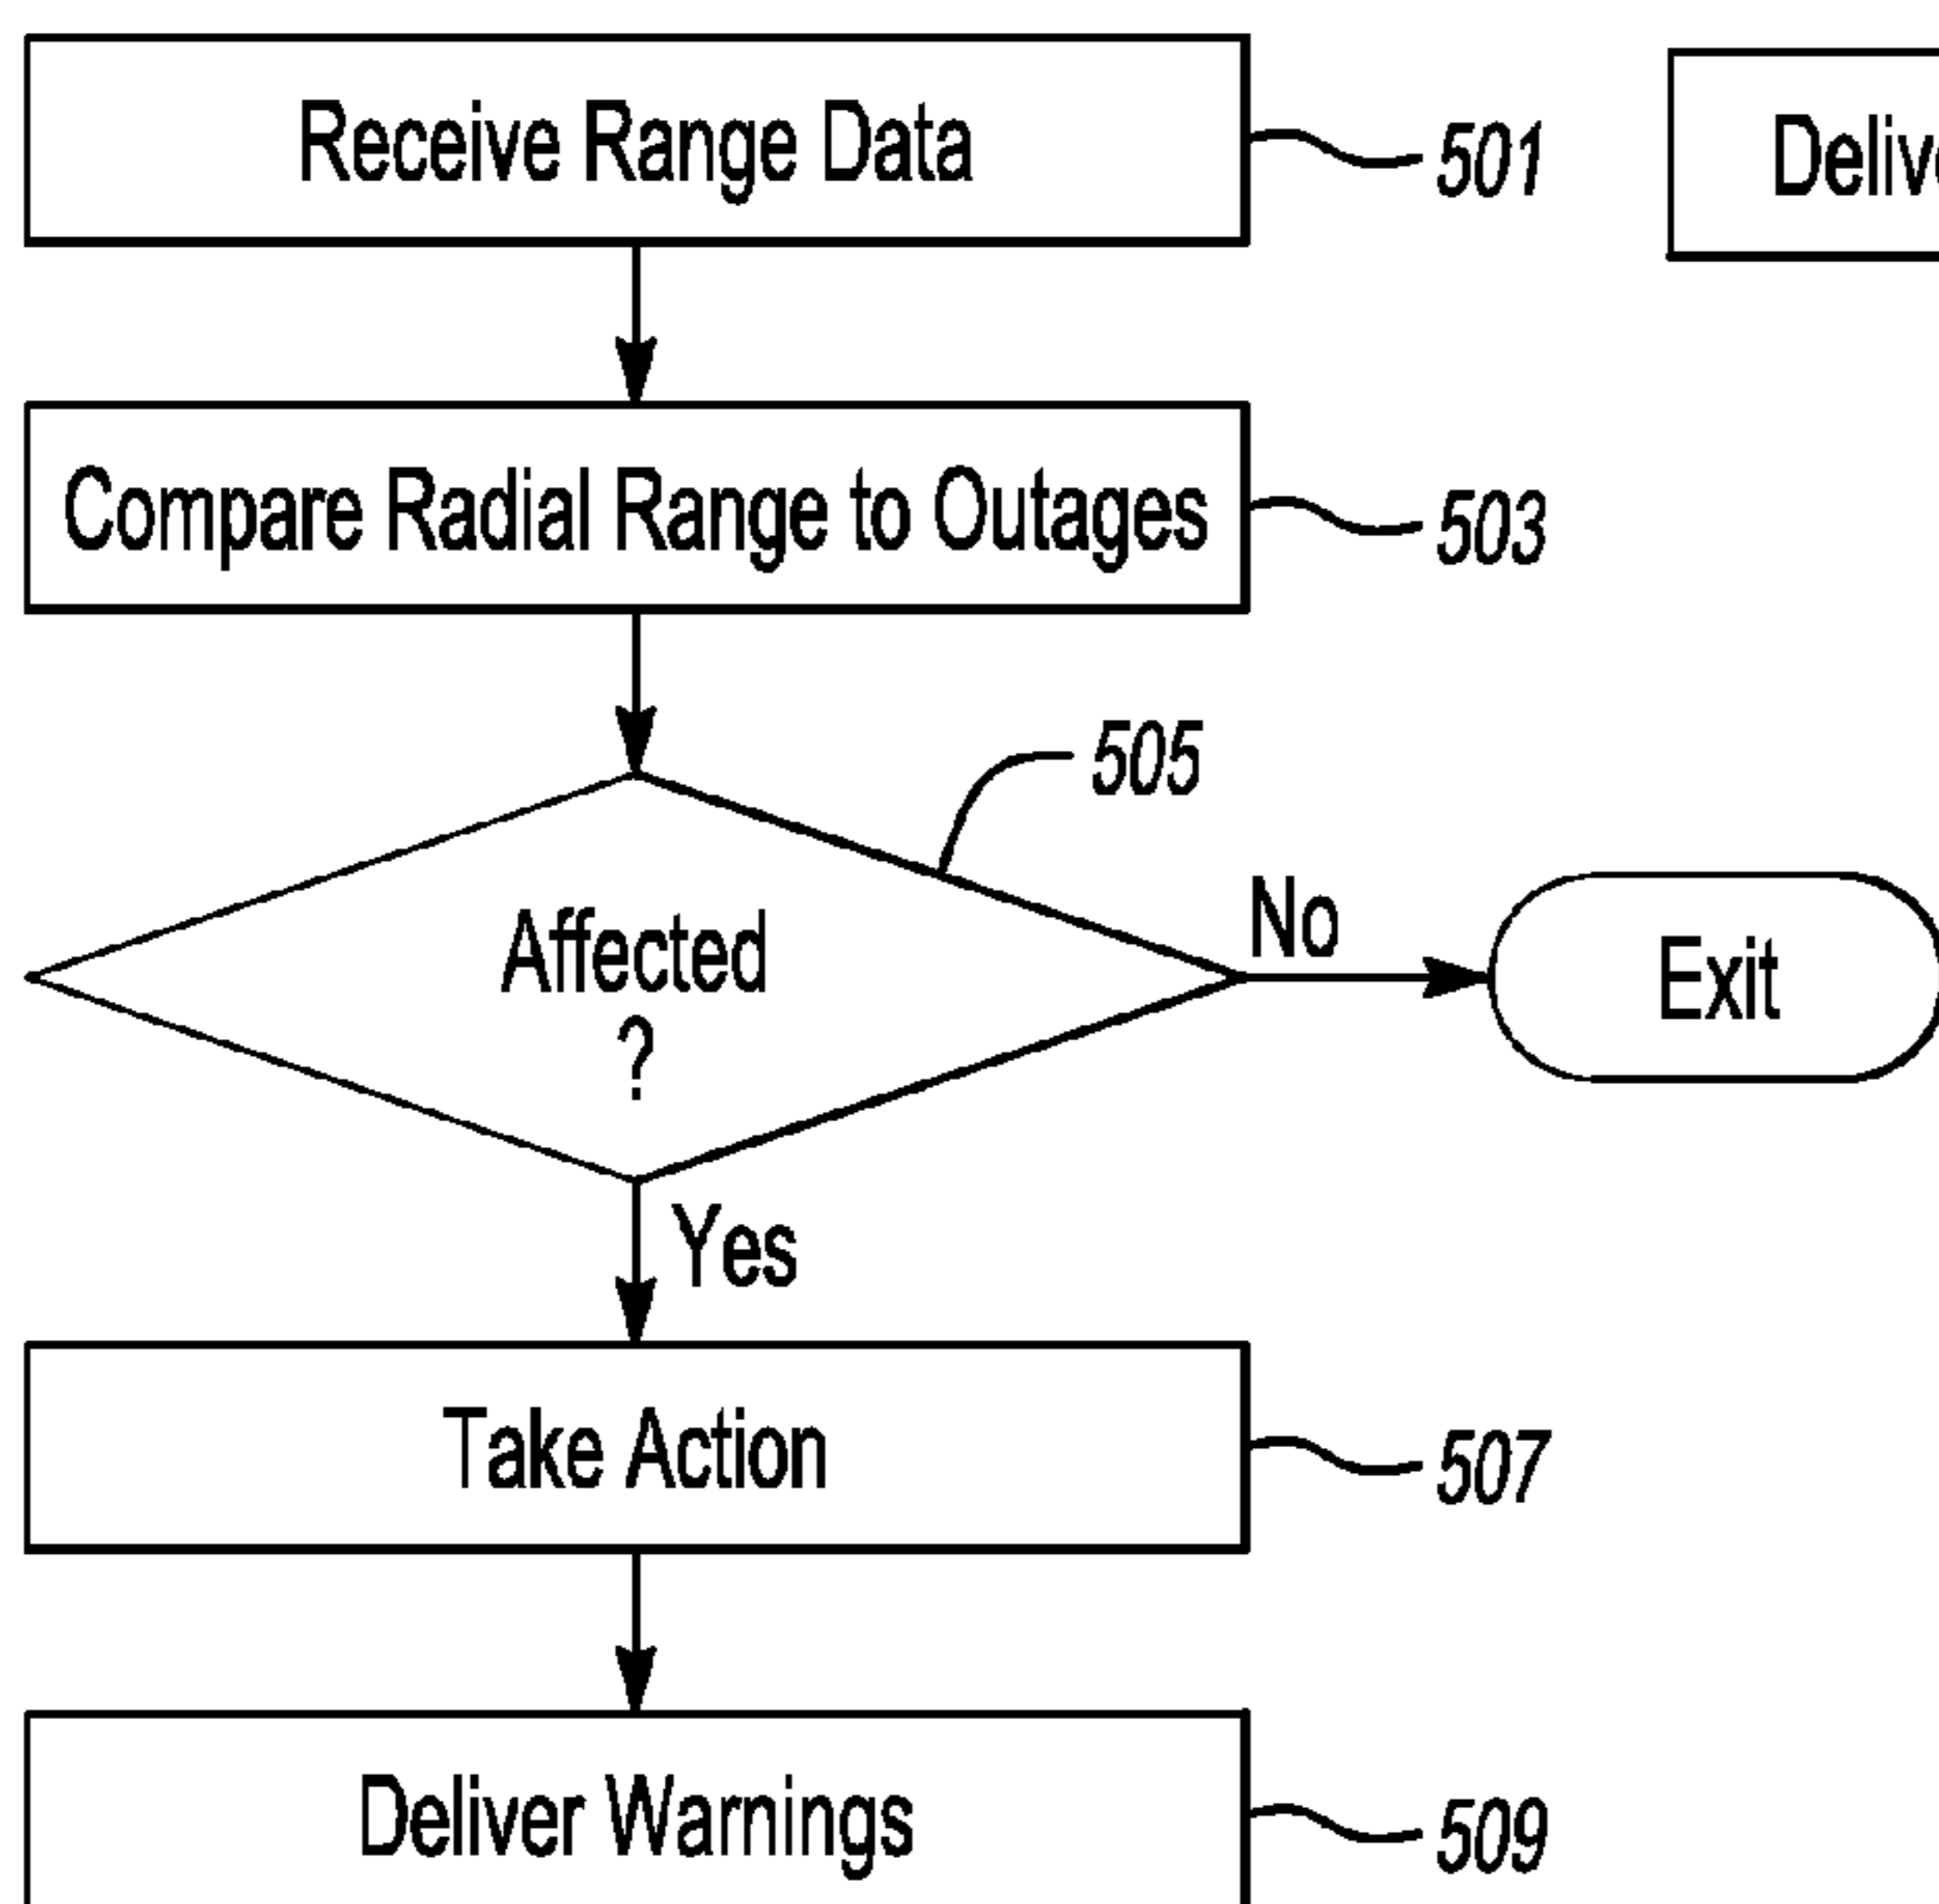 Receive Range Data
501
Compare Radial Range to Outages
503
505
Affected
?
No
Exit
Yes
Take Action
507
Deliver Warnings
509